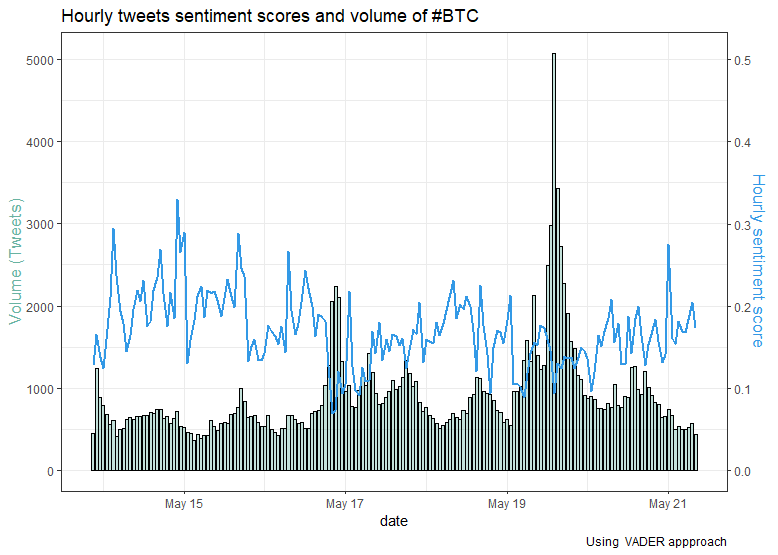 Hourly tweets sentiment scores and volume of #BTC
Volume (Tweets)
5000
4000
3000
2000
1000
0
0.5
0.4
0.3
0.2
0.1
0.0
Hourly sentiment score
May 15
May 17
May 19
May 21
date
Using VADER appproach